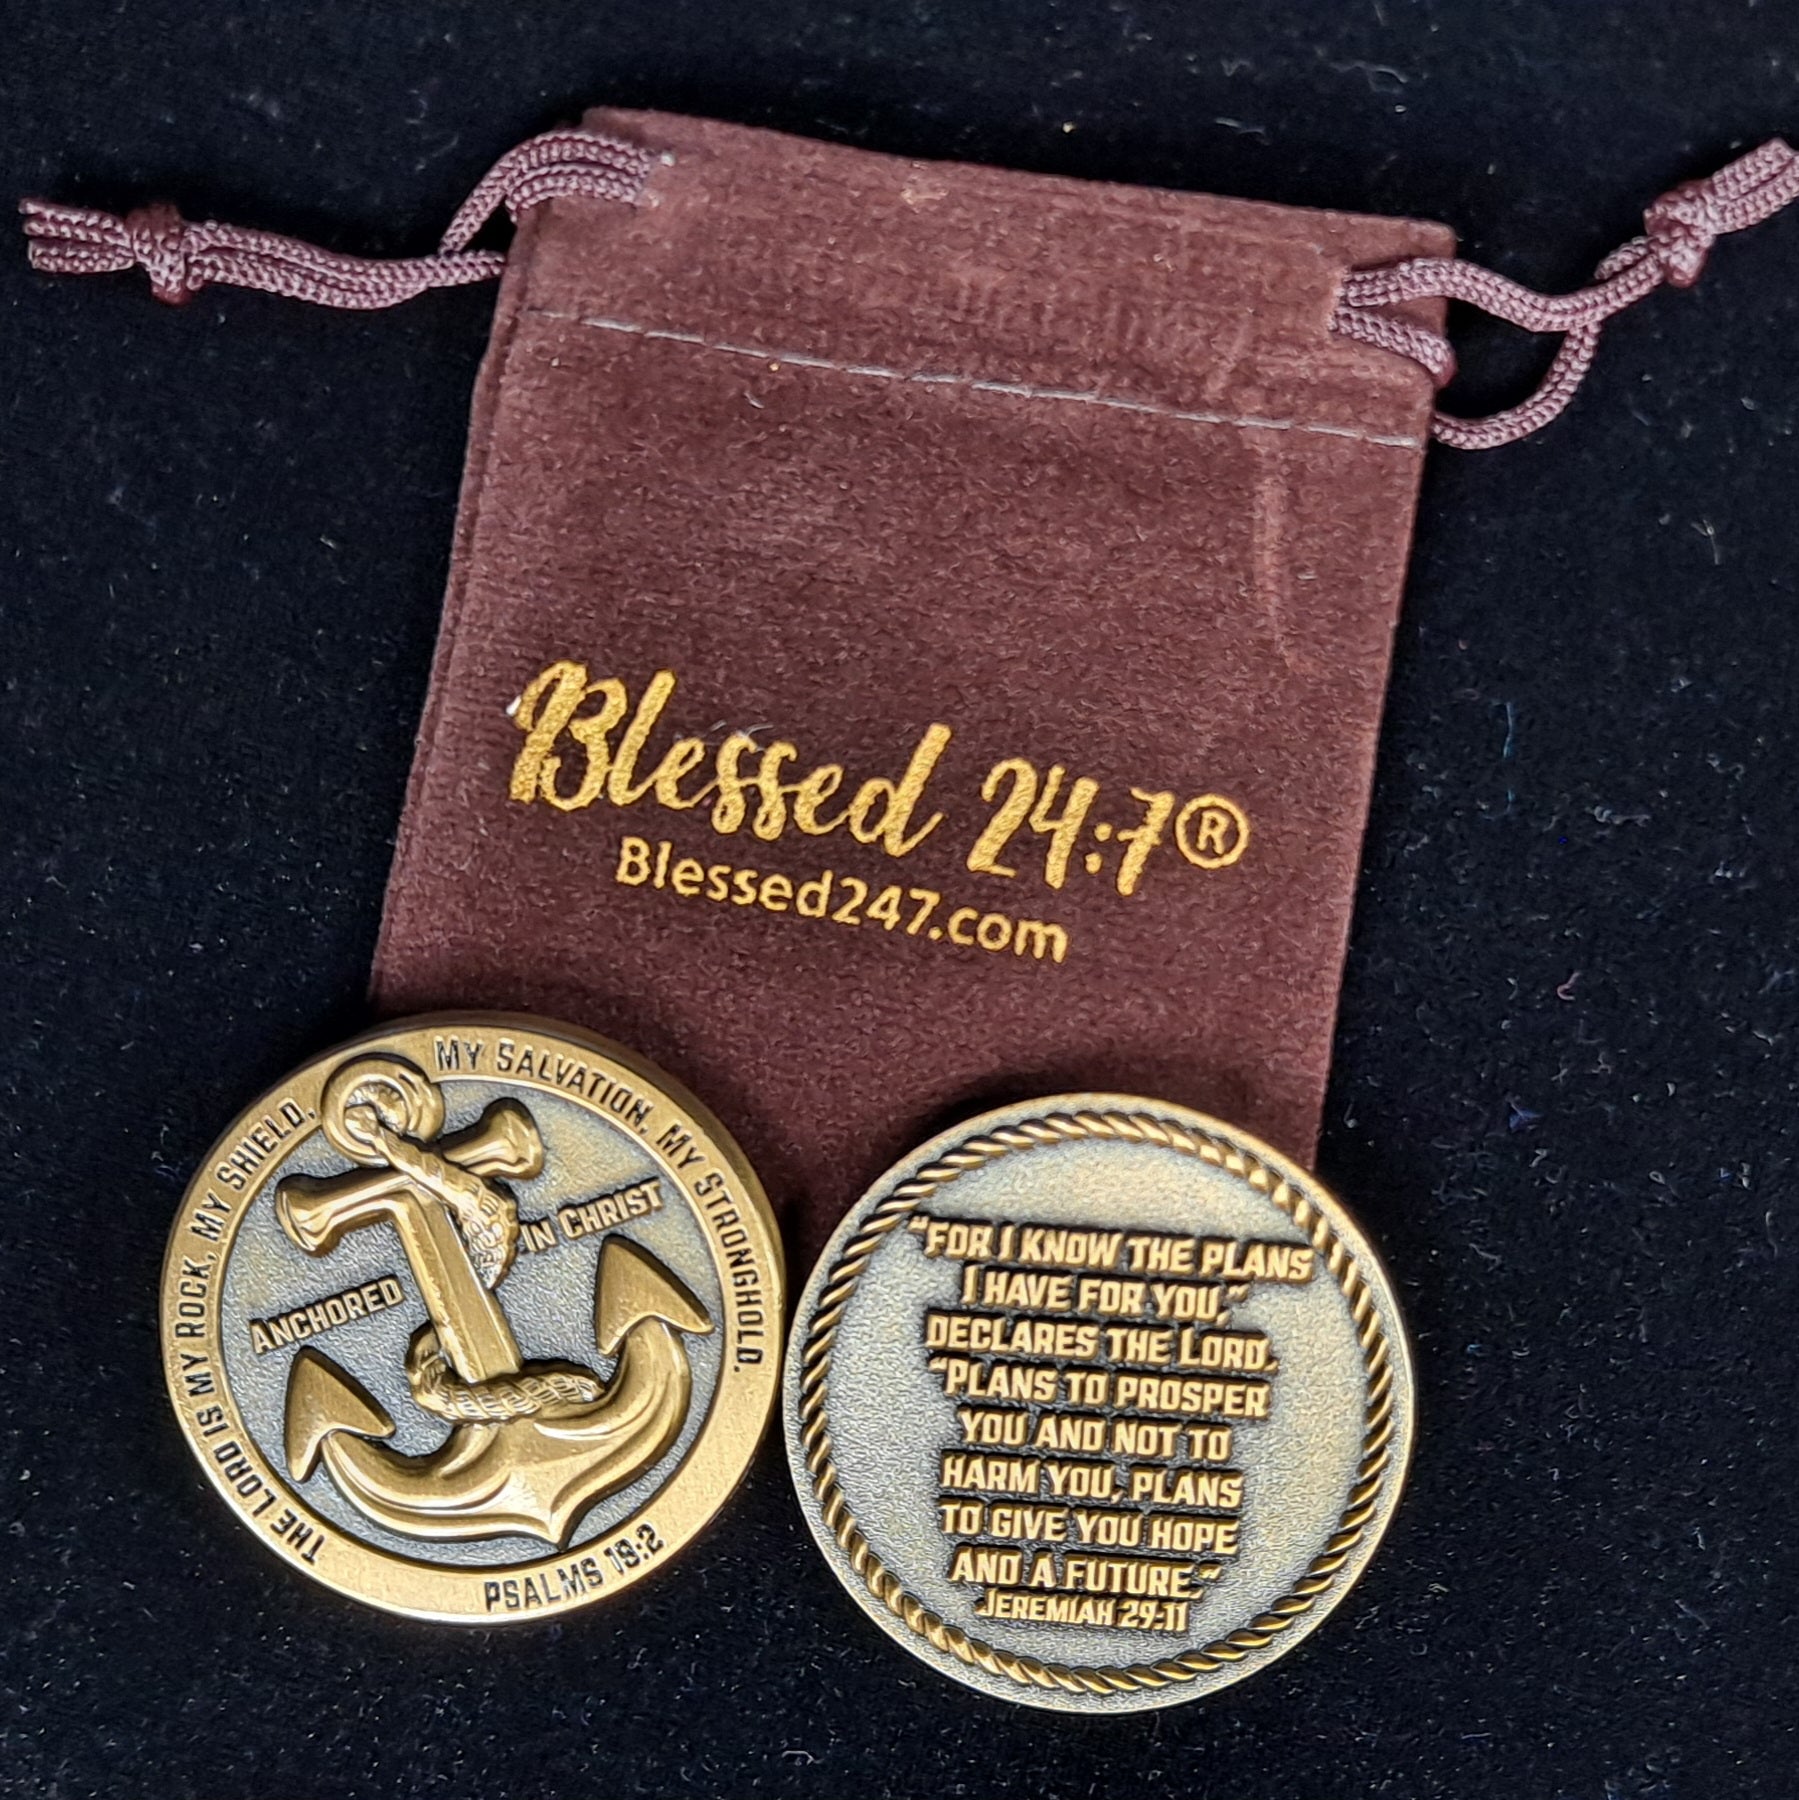 Blessed 24:7®
Blessed247.com
THE LORD IS MY ROCK, MY SHIELD, MY SALVATION, MY STRONGHOLD.
ANCHORED IN CHRIST
PSALMS 18:2
“FOR I KNOW THE PLANS
I HAVE FOR YOU,”
DECLARES THE LORD,
“PLANS TO PROSPER
YOU AND NOT TO
HARM YOU, PLANS
TO GIVE YOU HOPE
AND A FUTURE.”
JEREMIAH 29:11